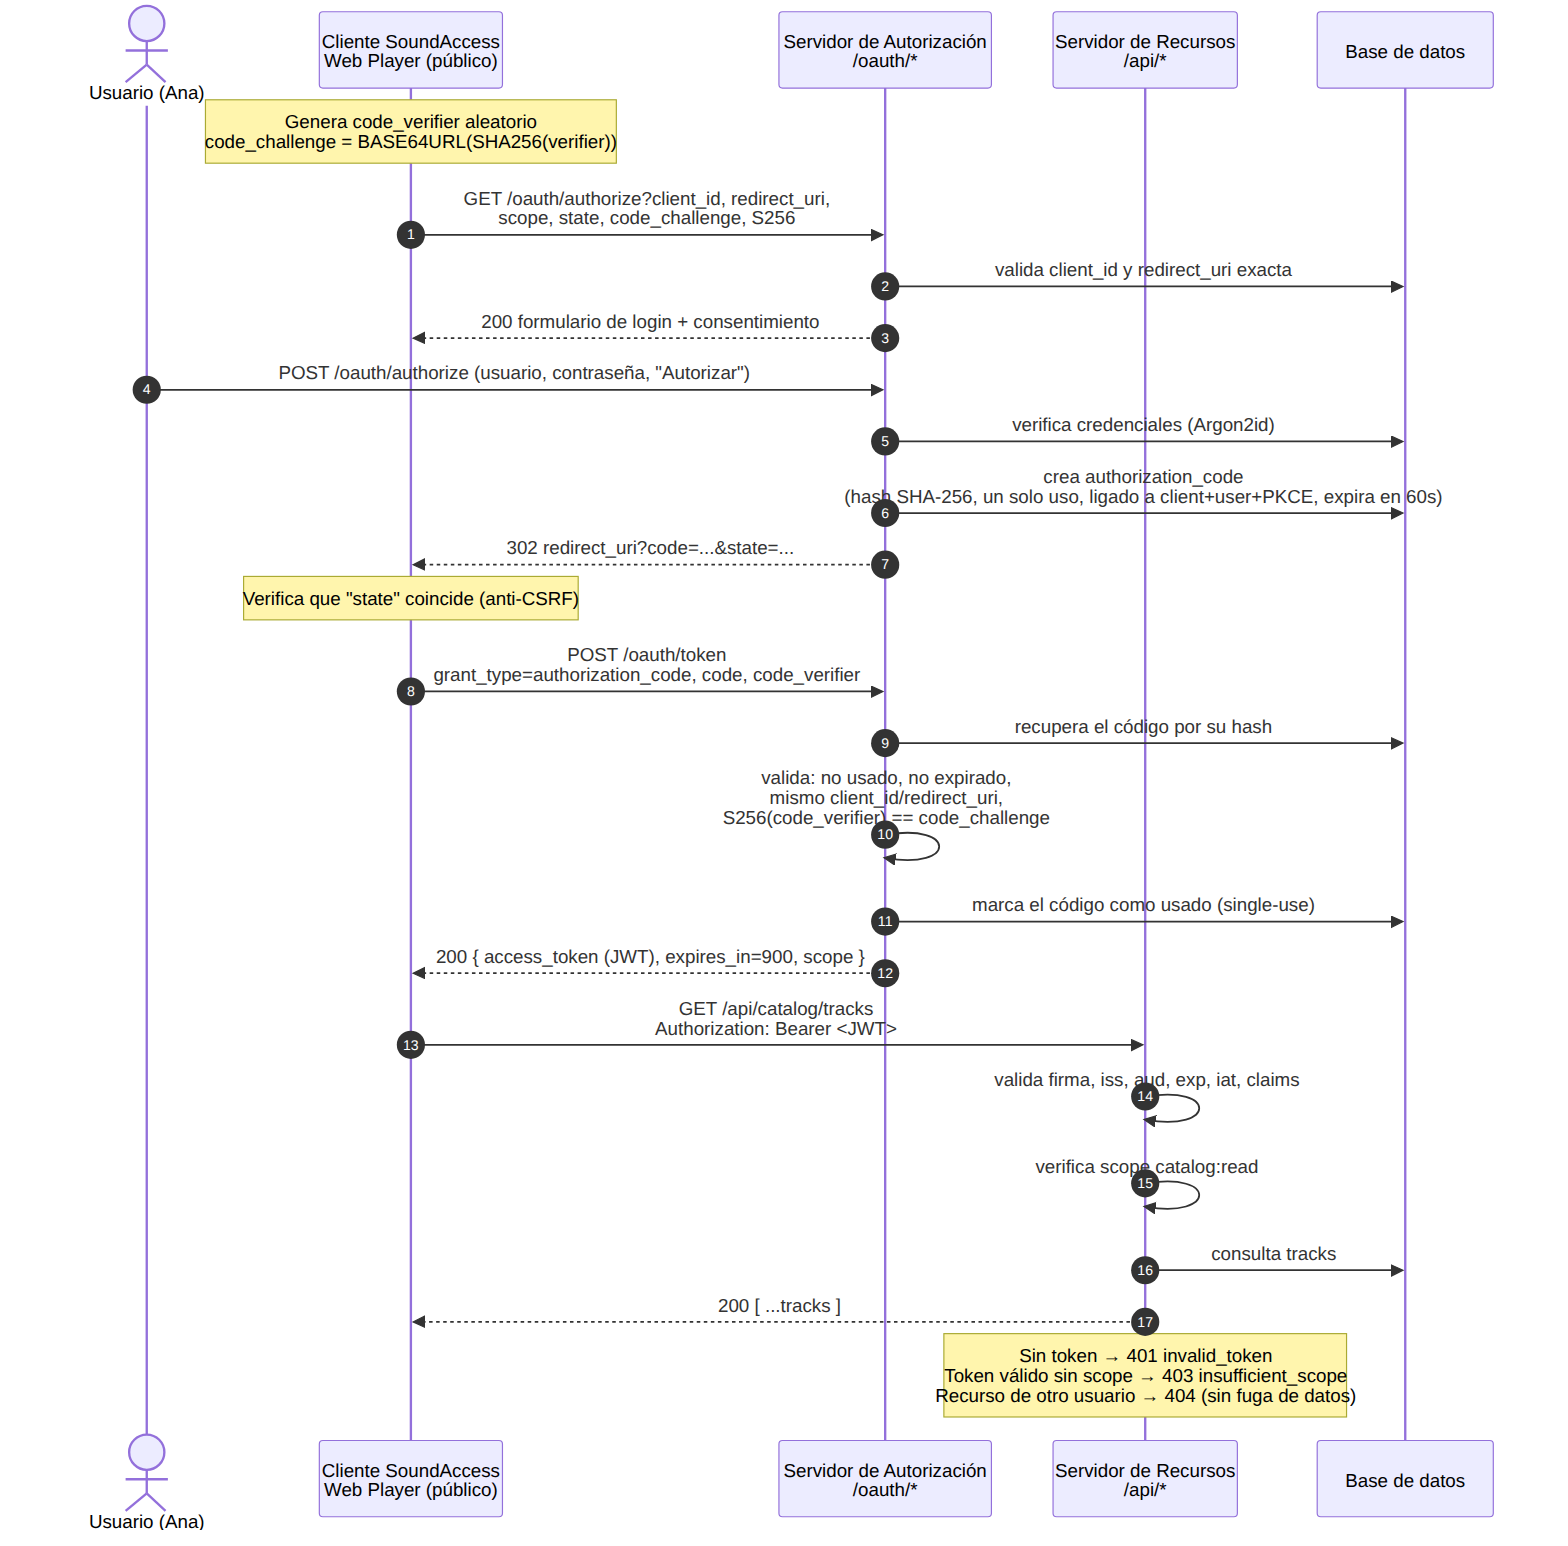 Usuario (Ana)
Cliente SoundAccess
Web Player (público)
Servidor de Autorización
/oauth/*
Servidor de Recursos
/api/*
Base de datos
Genera code_verifier aleatorio
code_challenge = BASE64URL(SHA256(verifier))
GET /oauth/authorize?client_id, redirect_uri,
scope, state, code_challenge, S256
1
valida client_id y redirect_uri exacta
2
200 formulario de login + consentimiento
3
POST /oauth/authorize (usuario, contraseña, "Autorizar")
4
verifica credenciales (Argon2id)
5
crea authorization_code
(hash SHA-256, un solo uso, ligado a client+user+PKCE, expira en 60s)
6
302 redirect_uri?code=...&state=...
7
Verifica que "state" coincide (anti-CSRF)
POST /oauth/token
grant_type=authorization_code, code, code_verifier
8
recupera el código por su hash
9
valida: no usado, no expirado,
mismo client_id/redirect_uri,
S256(code_verifier) == code_challenge
10
marca el código como usado (single-use)
11
200 { access_token (JWT), expires_in=900, scope }
12
GET /api/catalog/tracks
Authorization: Bearer <JWT>
13
valida firma, iss, aud, exp, iat, claims
14
verifica scope catalog:read
15
consulta tracks
16
200 [ ...tracks ]
17
Sin token → 401 invalid_token
Token válido sin scope → 403 insufficient_scope
Recurso de otro usuario → 404 (sin fuga de datos)
Usuario (Ana)
Cliente SoundAccess
Web Player (público)
Servidor de Autorización
/oauth/*
Servidor de Recursos
/api/*
Base de datos